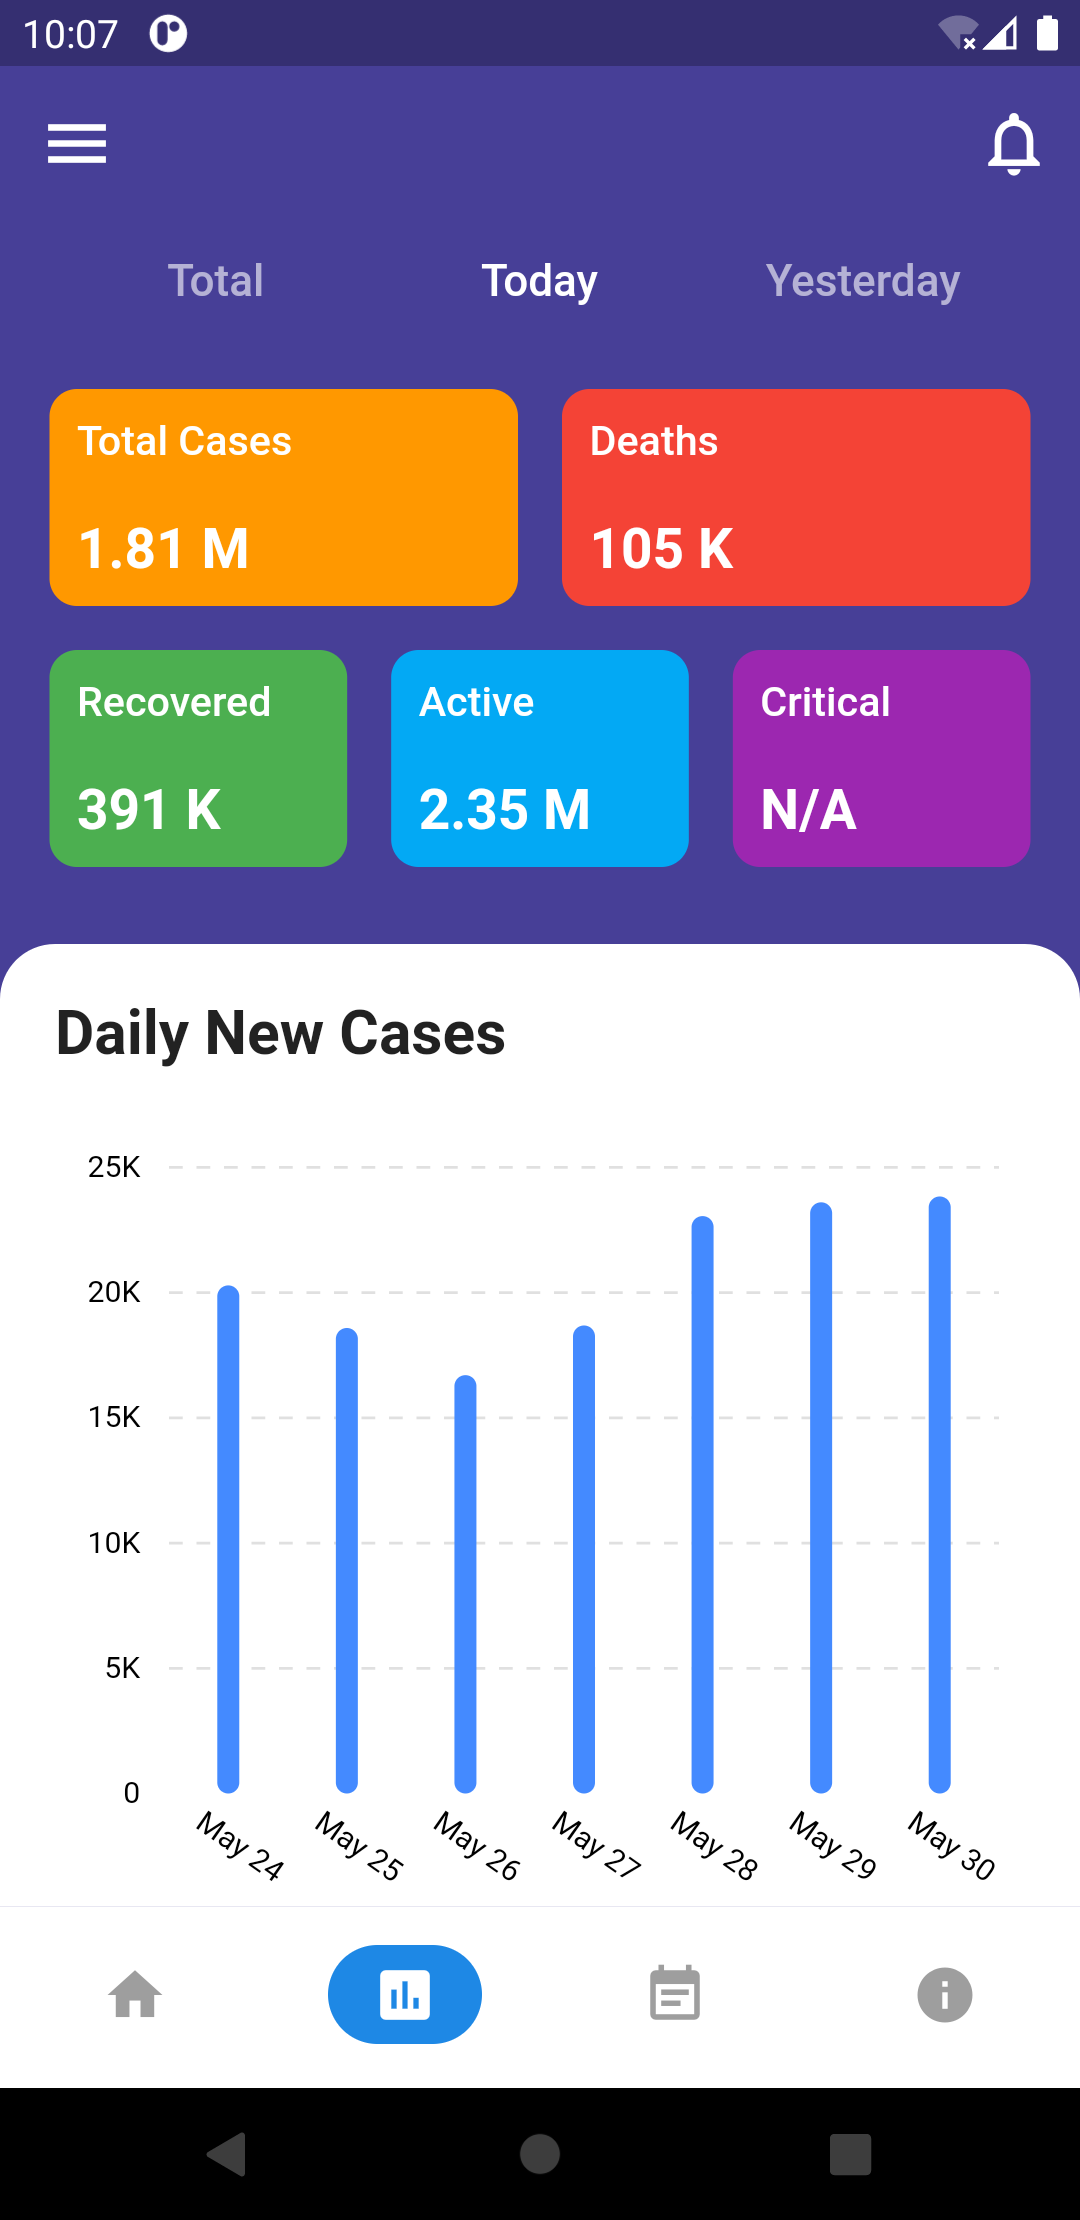 10:07
Total Today Yesterday
Total Cases Deaths
1.81 M 105 K
Recovered Active Critical
391 K 2.35 M N/A
Daily New Cases
25K
20K
15K
10K
5K
0
May 24 May 25 May 26 May 27 May 28 May 29 May 30